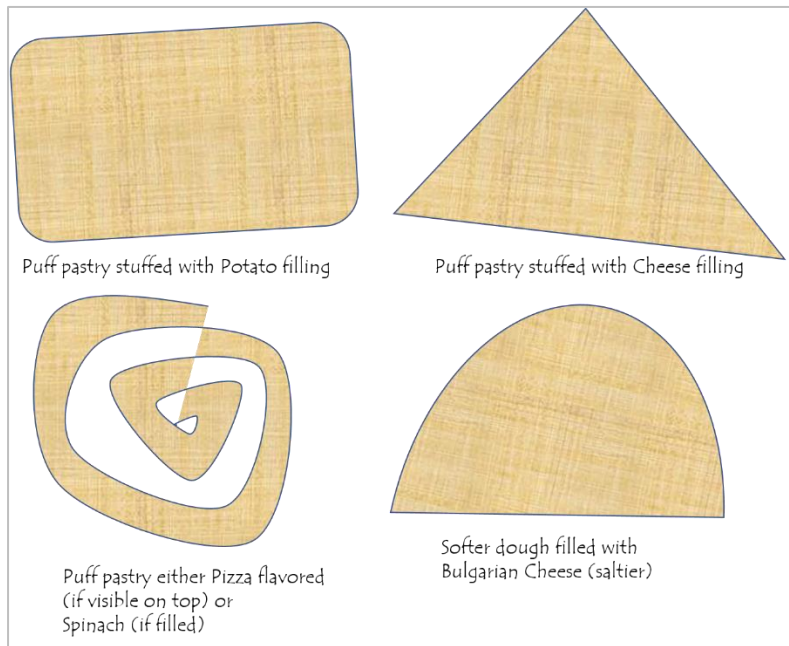 Puff pastry stuffed with Potato filling
Puff pastry stuffed with Cheese filling
Puff pastry either Pizza flavored
(if visible on top) or
Spinach (if filled)
Softer dough filled with
Bulgarian Cheese (saltier)